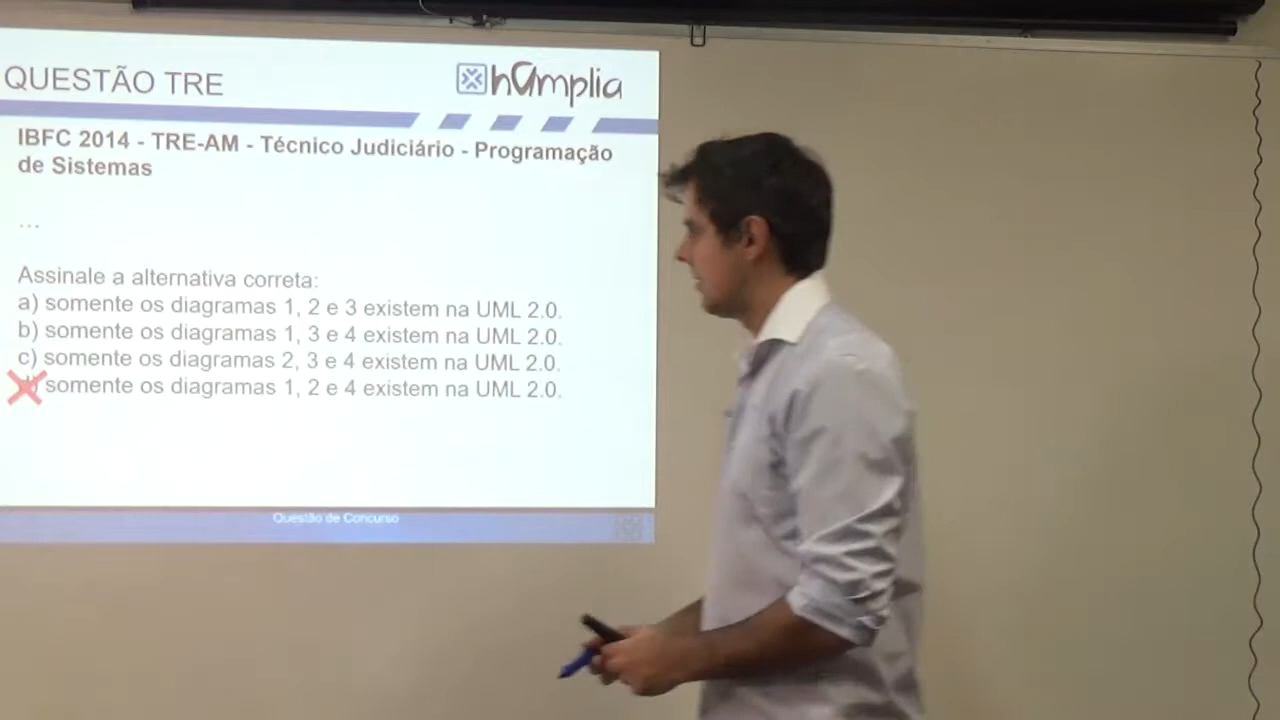 QUESTÃO TRE
hamplia
IBFC 2014 - TRE-AM - Técnico Judiciário - Programação
de Sistemas
...
Assinale a alternativa correta:
a) somente os diagramas 1, 2 e 3 existem na UML 2.0.
b) somente os diagramas 1, 3 e 4 existem na UML 2.0.
c) somente os diagramas 2, 3 e 4 existem na UML 2.0.
d) somente os diagramas 1, 2 e 4 existem na UML 2.0.
Questão de Concurso